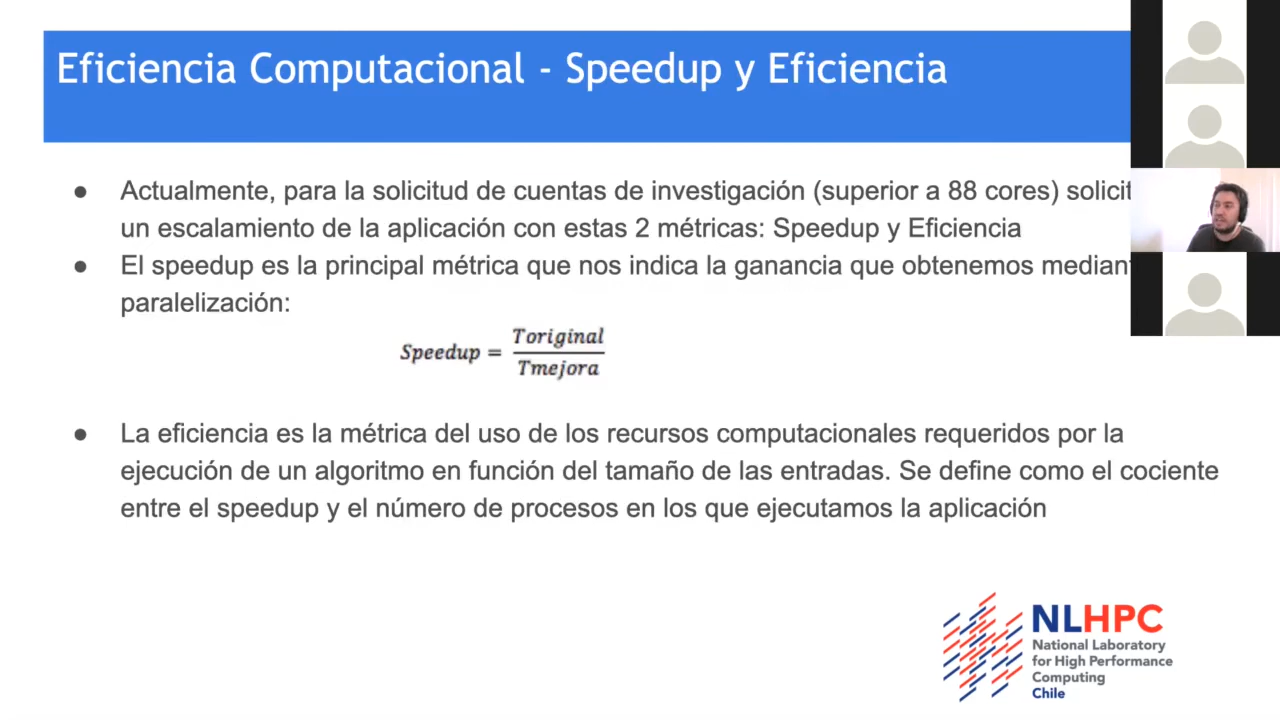 Eficiencia Computacional - Speedup y Eficiencia
● Actualmente, para la solicitud de cuentas de investigación (superior a 88 cores)
un escalamiento de la aplicación con estas 2 métricas: Speedup y Eficiencia
● El speedup es la principal métrica que nos indica la ganancia que obtenemos
paralelización:
Speedup = Toriginal / Tmejora
● La eficiencia es la métrica del uso de los recursos computacionales requeridos por la
ejecución de un algoritmo en función del tamaño de las entradas. Se define como el cociente
entre el speedup y el número de procesos en los que ejecutamos la aplicación
NLHPC
National Laboratory
for High Performance
Computing
Chile